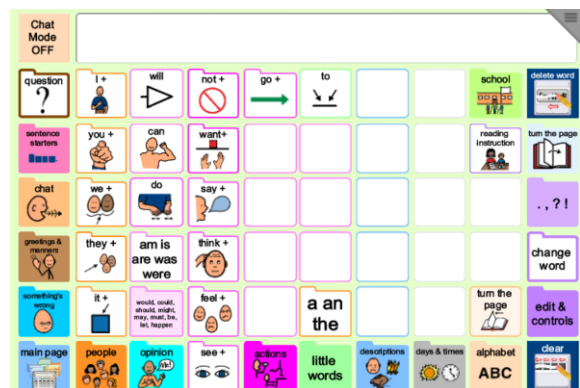 Chat
Mode
OFF
question
?
I +
will
not +
go +
to
school
delete word
sentence
starters
you +
can
want+
reading
instruction
turn the page
chat
we +
do
say +
. , ? !
greetings &
manners
they +
am is
are was
were
think +
change
word
something's
wrong
it +
would, could,
should, might,
may, must, be,
let, happen
feel +
a an
the
turn the
page
edit &
controls
main page
people
opinion
see +
actions
little
words
descriptions
days & times
alphabet
ABC
clear